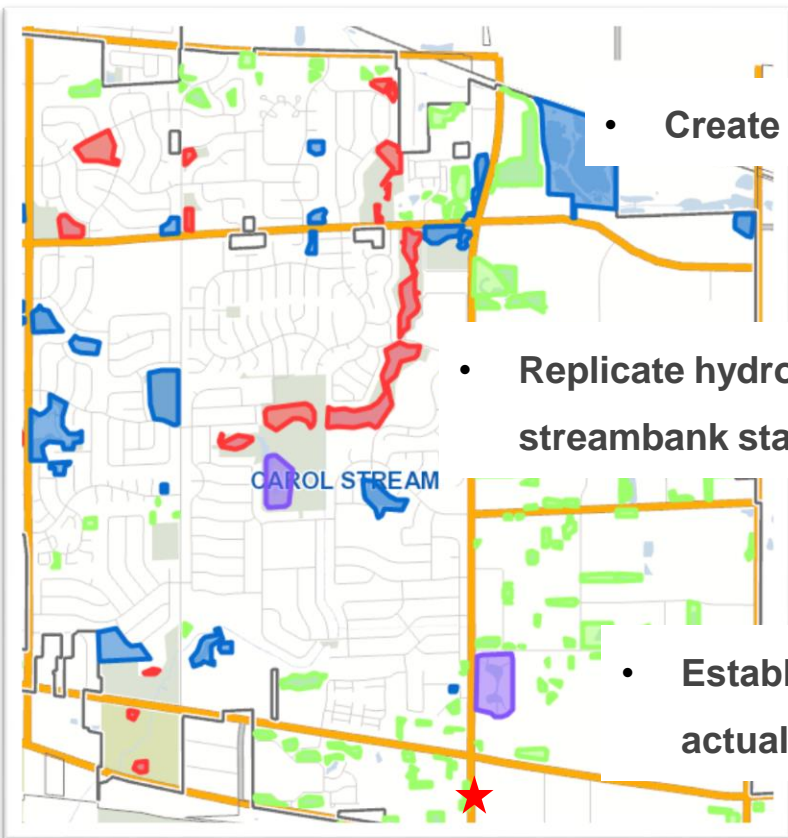 • Create
• Replicate hydro
streambank sta
CAROL STREAM
• Establ
actual